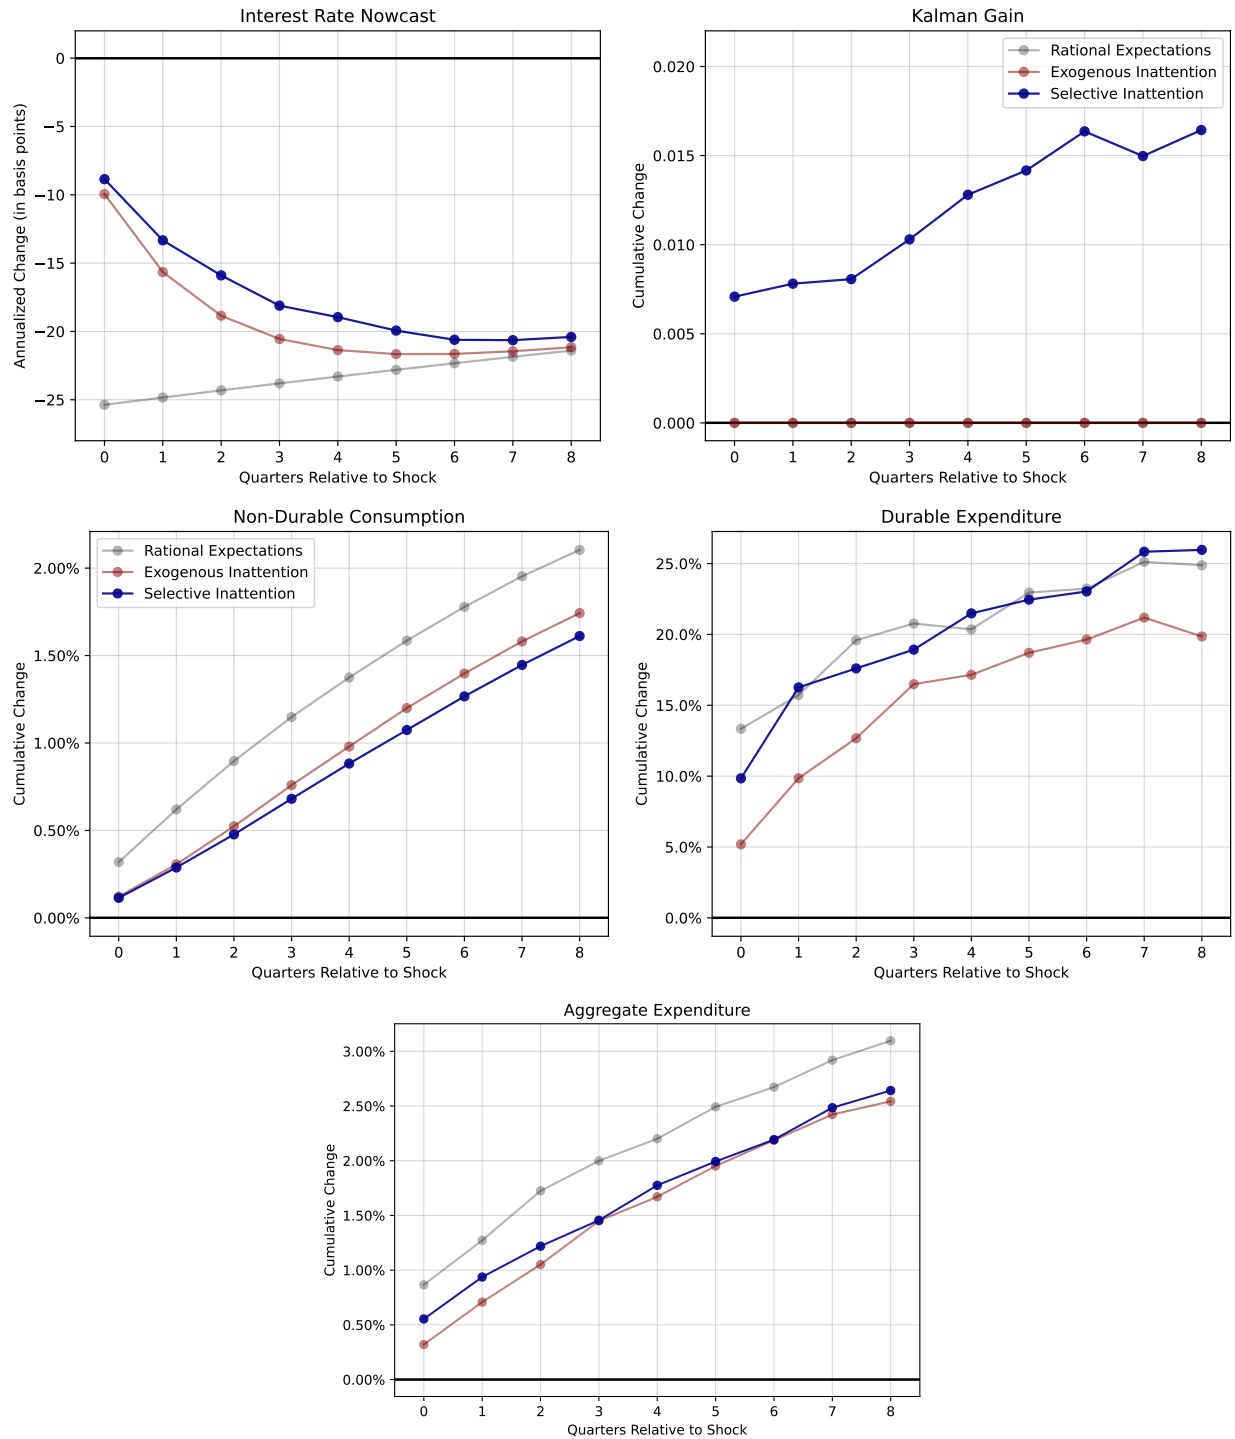 Interest Rate Nowcast
Annualized Change (in basis points)
0
−5
−10
−15
−20
−25
0 1 2 3 4 5 6 7 8
Quarters Relative to Shock
Kalman Gain
Rational Expectations
Exogenous Inattention
Selective Inattention
Cumulative Change
0.020
0.015
0.010
0.005
0.000
0 1 2 3 4 5 6 7 8
Quarters Relative to Shock
Non-Durable Consumption
Rational Expectations
Exogenous Inattention
Selective Inattention
Cumulative Change
2.00%
1.50%
1.00%
0.50%
0.00%
0 1 2 3 4 5 6 7 8
Quarters Relative to Shock
Durable Expenditure
Cumulative Change
25.0%
20.0%
15.0%
10.0%
5.0%
0.0%
0 1 2 3 4 5 6 7 8
Quarters Relative to Shock
Aggregate Expenditure
Cumulative Change
3.00%
2.50%
2.00%
1.50%
1.00%
0.50%
0.00%
0 1 2 3 4 5 6 7 8
Quarters Relative to Shock